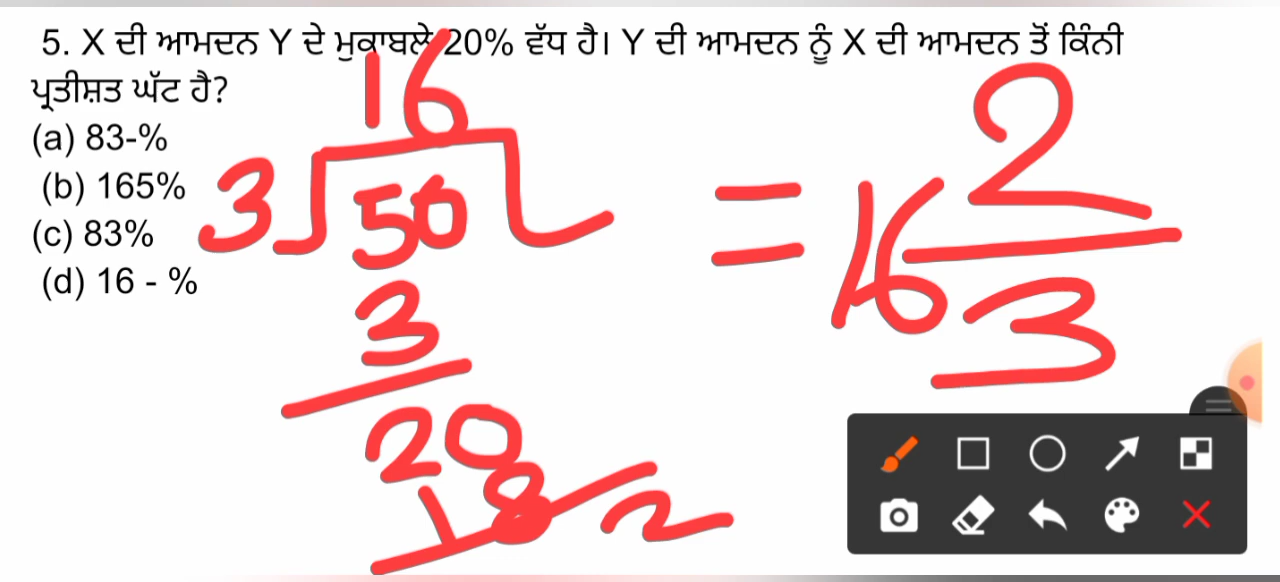 5. X ਦੀ ਆਮਦਨ Y ਦੇ ਮੁਕਾਬਲੇ 20% ਵੱਧ ਹੈ। Y ਦੀ ਆਮਦਨ ਨੂੰ X ਦੀ ਆਮਦਨ ਤੋਂ ਕਿੰਨੀ
ਪ੍ਰਤੀਸ਼ਤ ਘੱਟ ਹੈ?
(a) 83-%
(b) 165%
(c) 83%
(d) 16 - %
16
3 50
3
20
18
2
= 16 2/3